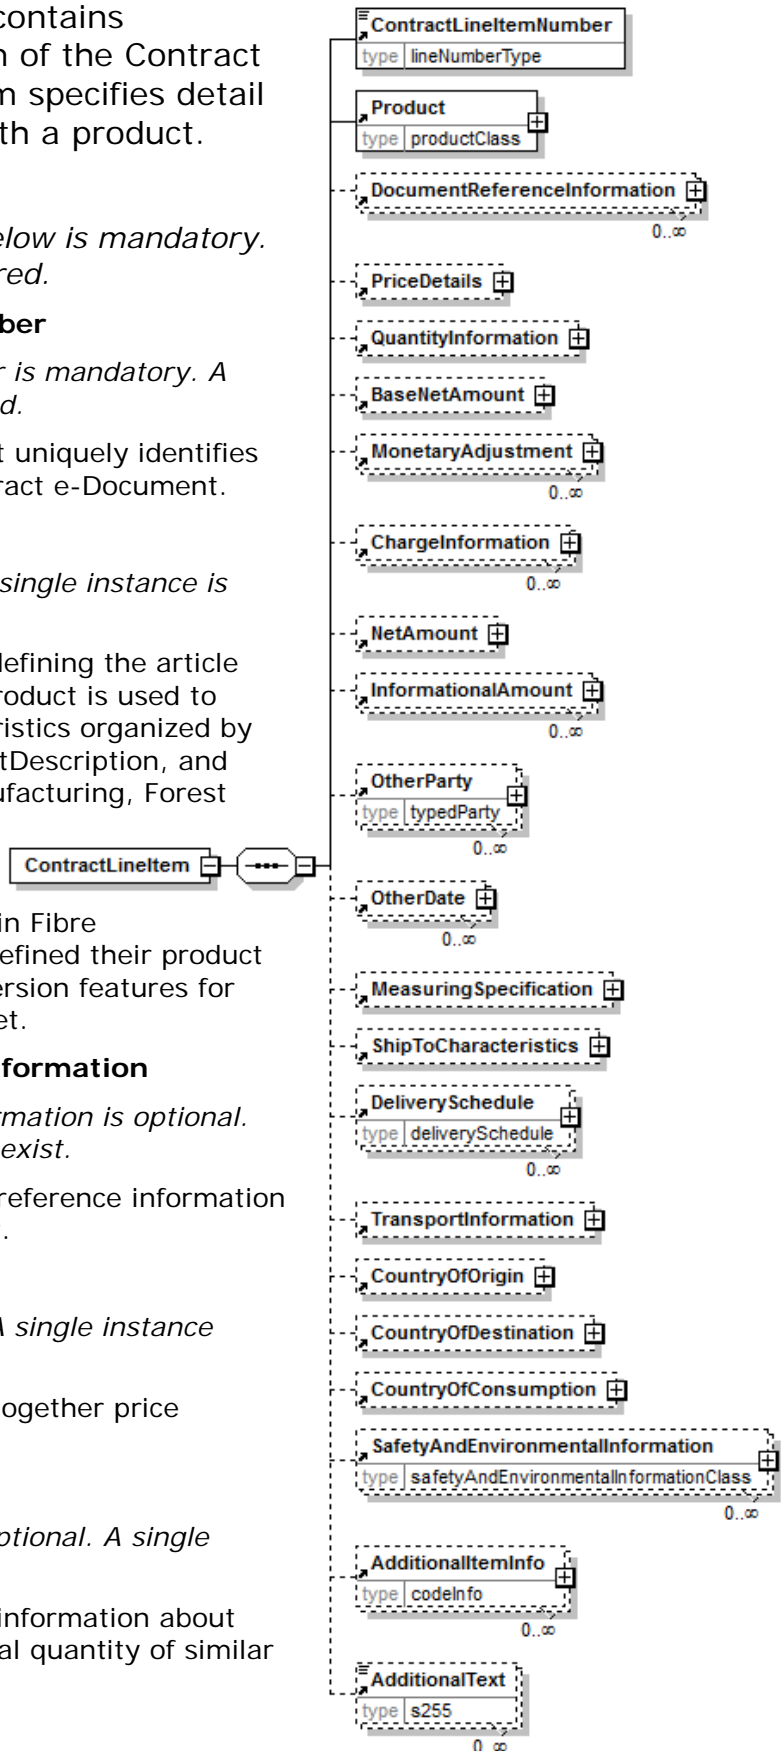 contains
n of the Contract
m specifies detail
th a product.
elow is mandatory.
red.
ber
r is mandatory. A
d.
t uniquely identifies
ract e-Document.
single instance is
defining the article
roduct is used to
ristics organized by
tDescription, and
ufacturing, Forest
in Fibre
efined their product
ersion features for
et.
nformation
rmation is optional.
exist.
reference information
.
A single instance
together price
ptional. A single
information about
al quantity of similar
ContractLineItem
ContractLineItemNumber
type lineNumberType
Product
type productClass
DocumentReferenceInformation
0..∞
PriceDetails
QuantityInformation
BaseNetAmount
MonetaryAdjustment
0..∞
ChargeInformation
0..∞
NetAmount
InformationalAmount
0..∞
OtherParty
type typedParty
0..∞
OtherDate
0..∞
MeasuringSpecification
ShipToCharacteristics
DeliverySchedule
type deliverySchedule
0..∞
TransportInformation
CountryOfOrigin
CountryOfDestination
CountryOfConsumption
SafetyAndEnvironmentalInformation
type safetyAndEnvironmentalInformationClass
0..∞
AdditionalItemInfo
type codeInfo
0..∞
AdditionalText
type s255
0..∞